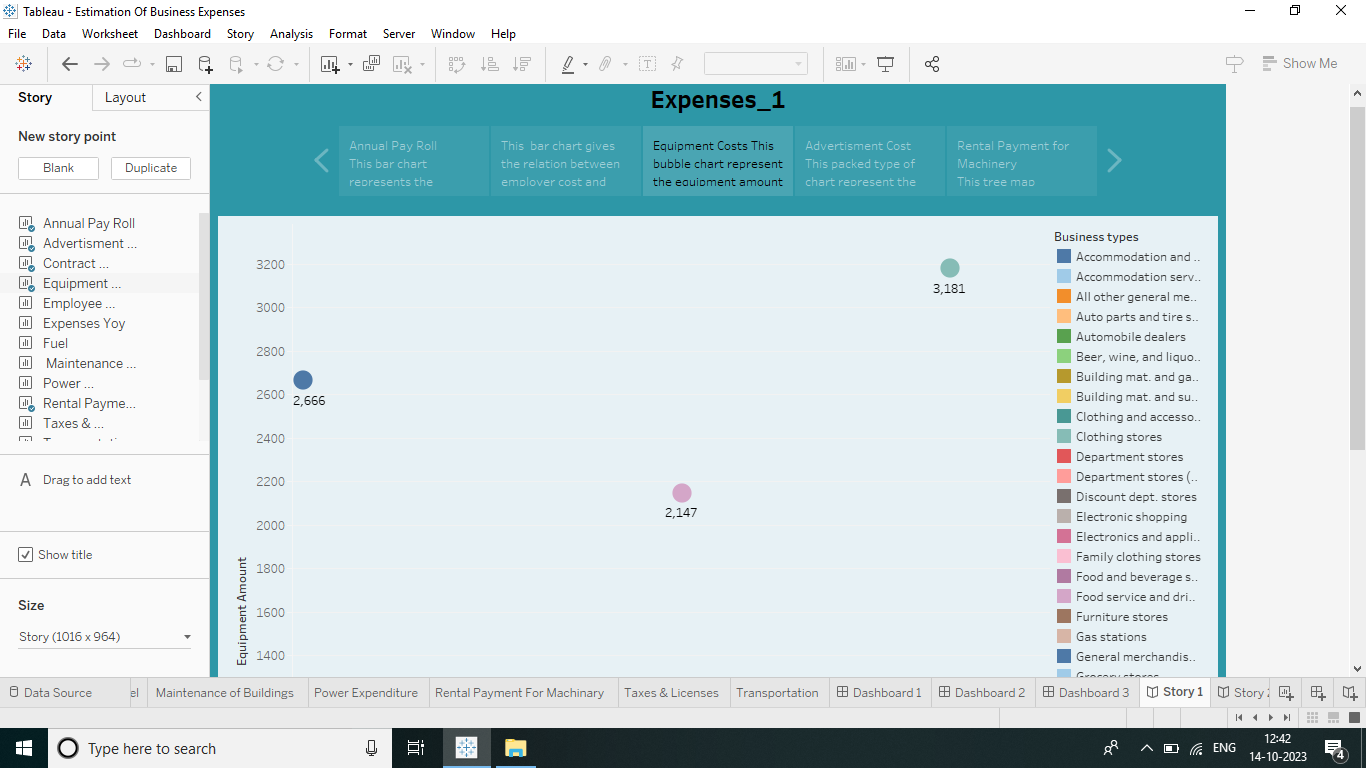 Tableau - Estimation Of Business Expenses
File Data Worksheet Dashboard Story Analysis Format Server Window Help
Show Me
Story Layout
New story point
Blank Duplicate
Annual Pay Roll
Advertisment ...
Contract ...
Equipment ...
Employee ...
Expenses Yoy
Fuel
Maintenance ...
Power ...
Rental Payme...
Taxes & ...
A Drag to add text
Show title
Size
Story (1016 x 964)
Expenses_1
Annual Pay Roll
This bar chart
represents the
This bar chart gives
the relation between
employer cost and
Equipment Costs This
bubble chart represent
the equipment amount
Advertisment Cost
This packed type of
chart represent the
Rental Payment for
Machinery
This tree map
Equipment Amount
3200
3000
2800
2600
2400
2200
2000
1800
1600
1400
3,181
2,666
2,147
Business types
Accommodation and ..
Accommodation serv..
All other general me..
Auto parts and tire s..
Automobile dealers
Beer, wine, and liquo..
Building mat. and ga..
Building mat. and su..
Clothing and accesso..
Clothing stores
Department stores
Department stores (..
Discount dept. stores
Electronic shopping
Electronics and appli..
Family clothing stores
Food and beverage s..
Food service and dri..
Furniture stores
Gas stations
General merchandis..
Grocery stores
Data Source el Maintenance of Buildings Power Expenditure Rental Payment For Machinery Taxes & Licenses Transportation Dashboard 1 Dashboard 2 Dashboard 3 Story 1 Story 2
Type here to search
ENG
12:42
14-10-2023
4